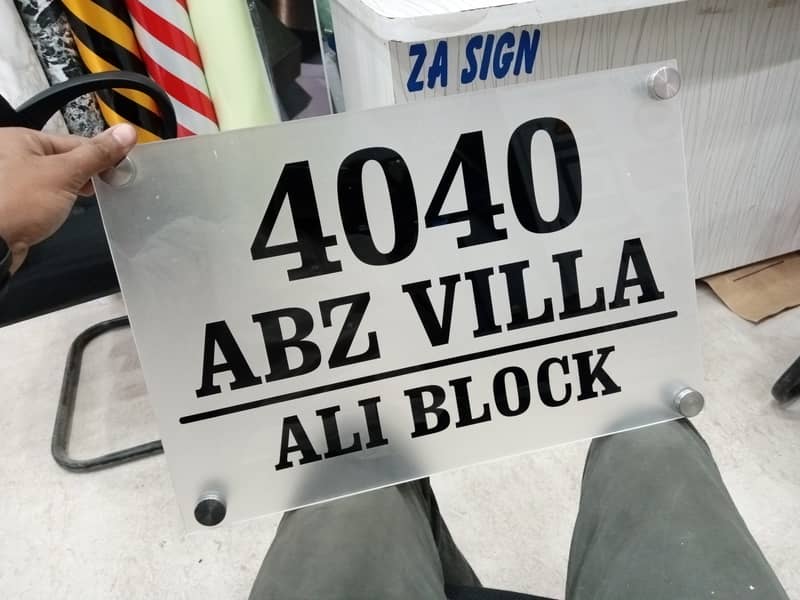 ZA SIGN
4040
ABZ VILLA
ALI BLOCK